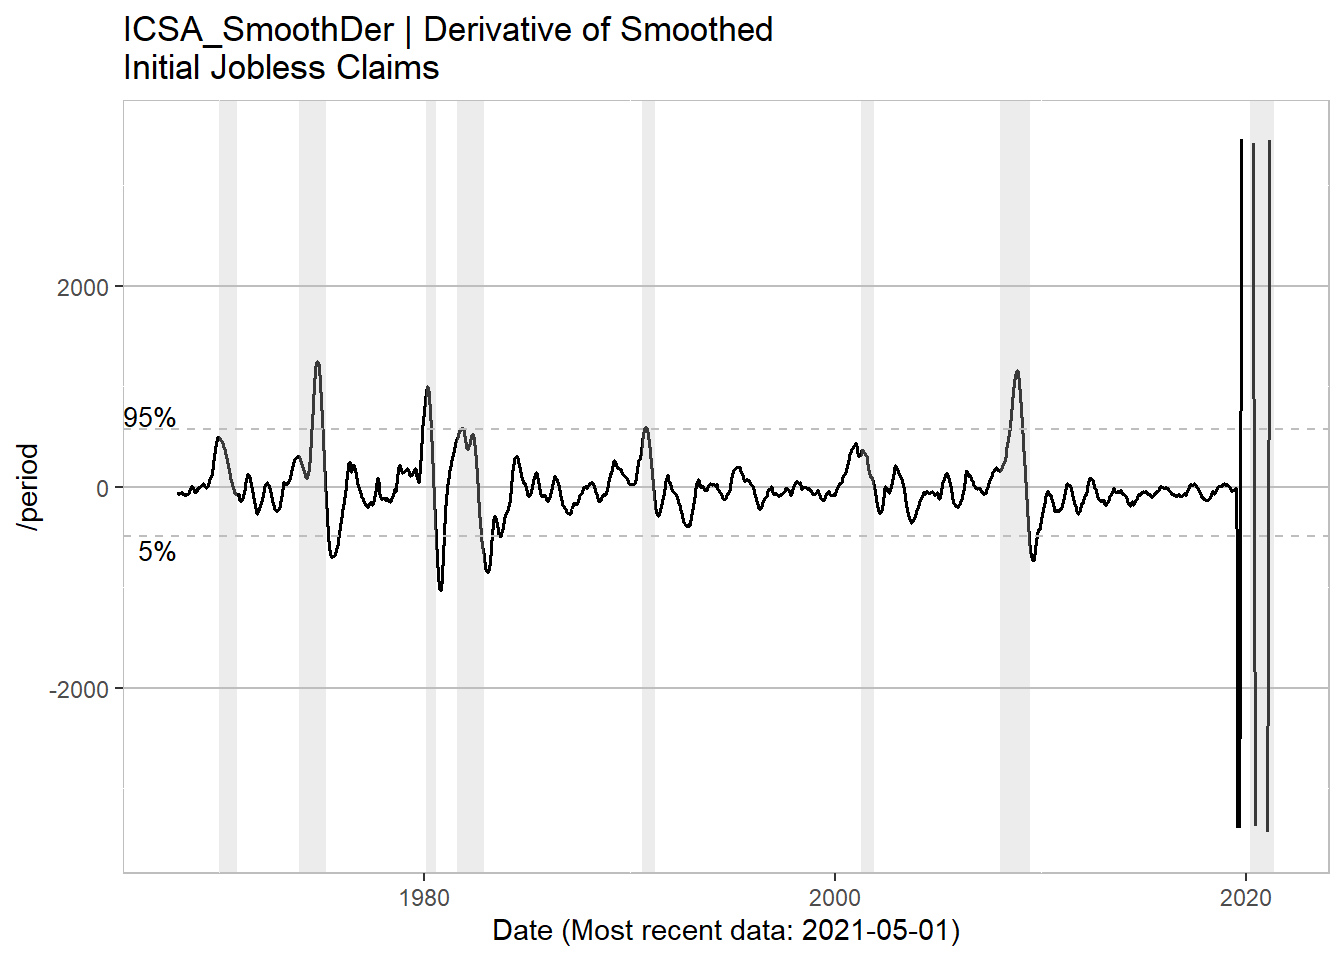 ICSA_SmoothDer | Derivative of Smoothed
Initial Jobless Claims
2000
95%
0
5%
-2000
/period
1980
2000
2020
Date (Most recent data: 2021-05-01)